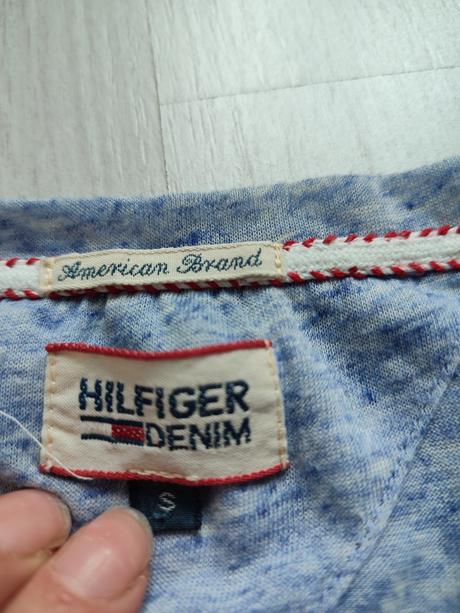 American Brand
HILFIGER
DENIM
S